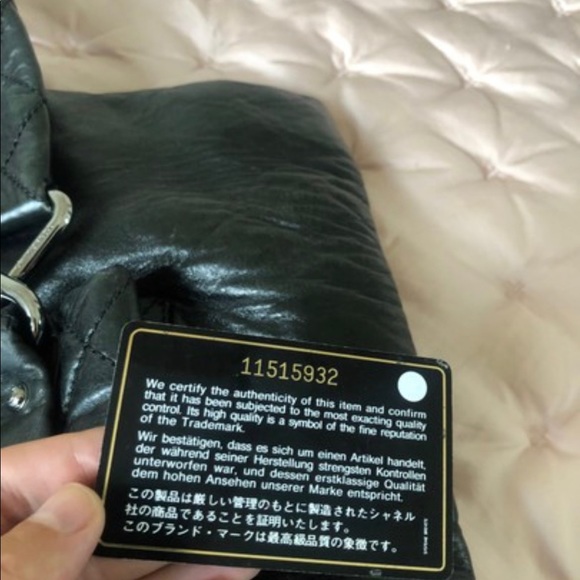 11515932
We certify the authenticity of this item and confirm
that it has been subjected to the most exacting quality
control. Its high quality is a symbol of the fine reputation
of the Trademark.
Wir bestätigen, dass es sich um einen Artikel handelt,
der während seiner Herstellung strengsten Kontrollen
unterworfen war, und dessen erstklassige Qualität
dem hohen Ansehen unserer Marke entspricht.
この製品は厳しい管理のもとに製造されたシャネル
社の商品であることを証明いたします。
このブランド・マークは最高級品質の象徴です。